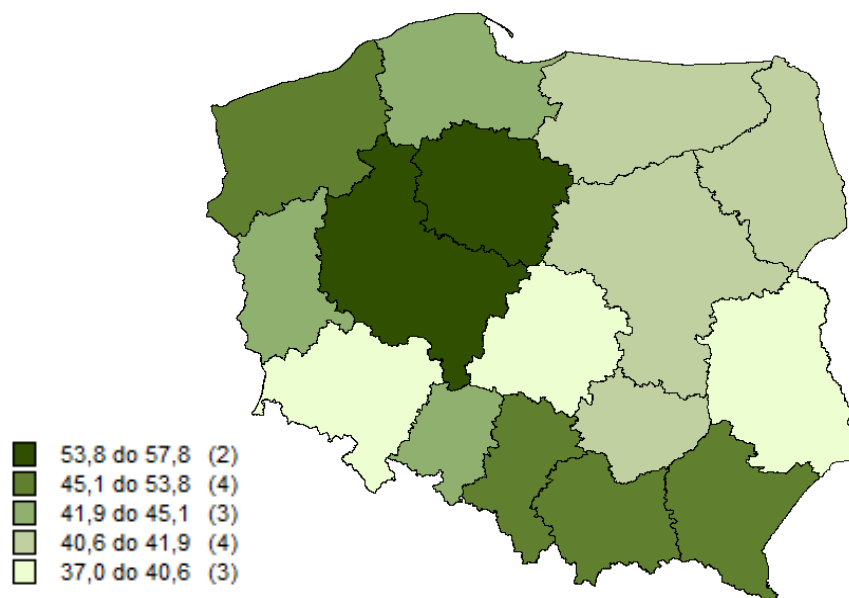 53,8 do 57,8 (2)
45,1 do 53,8 (4)
41,9 do 45,1 (3)
40,6 do 41,9 (4)
37,0 do 40,6 (3)